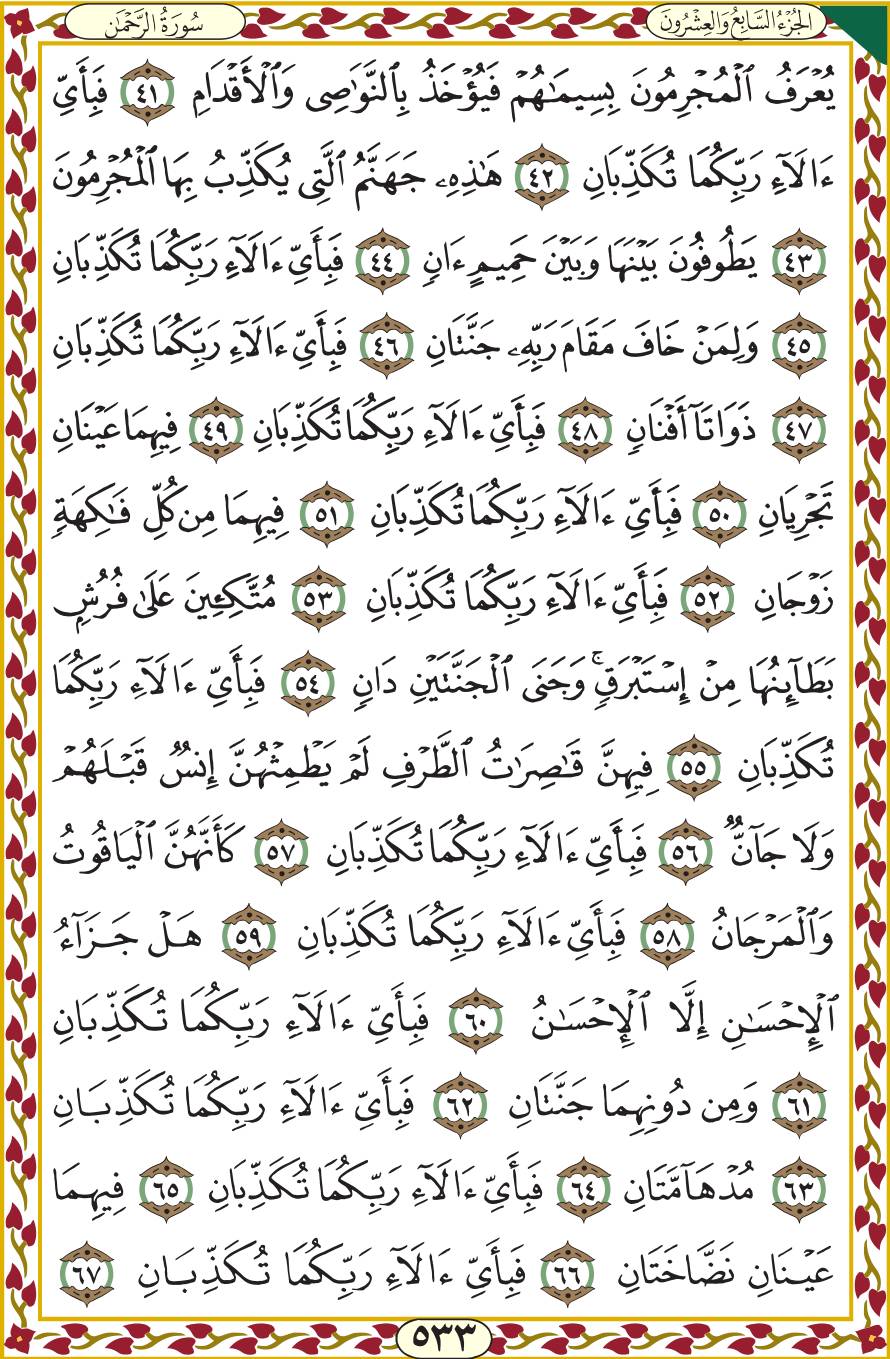 الجُزْءُ السَّابِعُ وَالعِشْرُونَ
سُورَةُ الرَّحْمَٰن
يُعْرَفُ ٱلْمُجْرِمُونَ بِسِيمَٰهُمْ فَيُؤْخَذُ بِٱلنَّوَٰصِى وَٱلْأَقْدَامِ ٤١ فَبِأَىِّ
ءَالَآءِ رَبِّكُمَا تُكَذِّبَانِ ٤٢ هَٰذِهِۦ جَهَنَّمُ ٱلَّتِى يُكَذِّبُ بِهَا ٱلْمُجْرِمُونَ
٤٣ يَطُوفُونَ بَيْنَهَا وَبَيْنَ حَمِيمٍ ءَانٍ ٤٤ فَبِأَىِّ ءَالَآءِ رَبِّكُمَا تُكَذِّبَانِ
٤٥ وَلِمَنْ خَافَ مَقَامَ رَبِّهِۦ جَنَّتَانِ ٤٦ فَبِأَىِّ ءَالَآءِ رَبِّكُمَا تُكَذِّبَانِ
٤٧ ذَوَاتَآ أَفْنَانٍ ٤٨ فَبِأَىِّ ءَالَآءِ رَبِّكُمَا تُكَذِّبَانِ ٤٩ فِيهِمَا عَيْنَانِ
تَجْرِيَانِ ٥٠ فَبِأَىِّ ءَالَآءِ رَبِّكُمَا تُكَذِّبَانِ ٥١ فِيهِمَا مِن كُلِّ فَٰكِهَةٍ
زَوْجَانِ ٥٢ فَبِأَىِّ ءَالَآءِ رَبِّكُمَا تُكَذِّبَانِ ٥٣ مُتَّكِـِٔينَ عَلَىٰ فُرُشٍ
بَطَآئِنُهَا مِنْ إِسْتَبْرَقٍ ۚ وَجَنَى ٱلْجَنَّتَيْنِ دَانٍ ٥٤ فَبِأَىِّ ءَالَآءِ رَبِّكُمَا
تُكَذِّبَانِ ٥٥ فِيهِنَّ قَٰصِرَٰتُ ٱلطَّرْفِ لَمْ يَطْمِثْهُنَّ إِنسٌ قَبْلَهُمْ
وَلَا جَآنٌّ ٥٦ فَبِأَىِّ ءَالَآءِ رَبِّكُمَا تُكَذِّبَانِ ٥٧ كَأَنَّهُنَّ ٱلْيَاقُوتُ
وَٱلْمَرْجَانُ ٥٨ فَبِأَىِّ ءَالَآءِ رَبِّكُمَا تُكَذِّبَانِ ٥٩ هَلْ جَزَآءُ
ٱلْإِحْسَٰنِ إِلَّا ٱلْإِحْسَٰنُ ٦٠ فَبِأَىِّ ءَالَآءِ رَبِّكُمَا تُكَذِّبَانِ
٦١ وَمِن دُونِهِمَا جَنَّتَانِ ٦٢ فَبِأَىِّ ءَالَآءِ رَبِّكُمَا تُكَذِّبَانِ
٦٣ مُدْهَآمَّتَانِ ٦٤ فَبِأَىِّ ءَالَآءِ رَبِّكُمَا تُكَذِّبَانِ ٦٥ فِيهِمَا
عَيْنَانِ نَضَّاخَتَانِ ٦٦ فَبِأَىِّ ءَالَآءِ رَبِّكُمَا تُكَذِّبَانِ ٦٧
٥٣٣